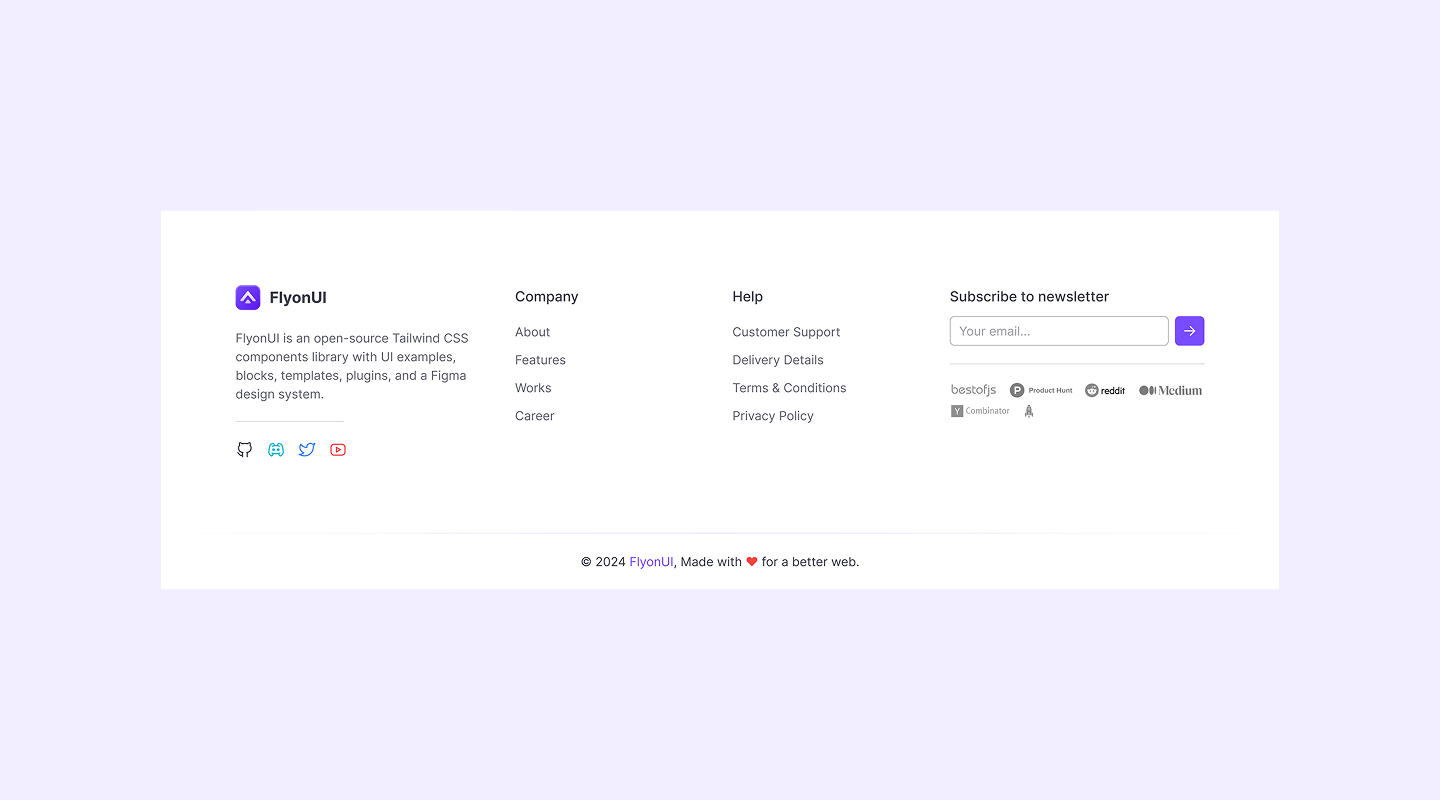 FlyonUI
FlyonUI is an open-source Tailwind CSS
components library with UI examples,
blocks, templates, plugins, and a Figma
design system.
Company
About
Features
Works
Career
Help
Customer Support
Delivery Details
Terms & Conditions
Privacy Policy
Subscribe to newsletter
Your email...
bestofjs
P Product Hunt
reddit
Medium
Y Combinator
© 2024 FlyonUI, Made with ❤ for a better web.